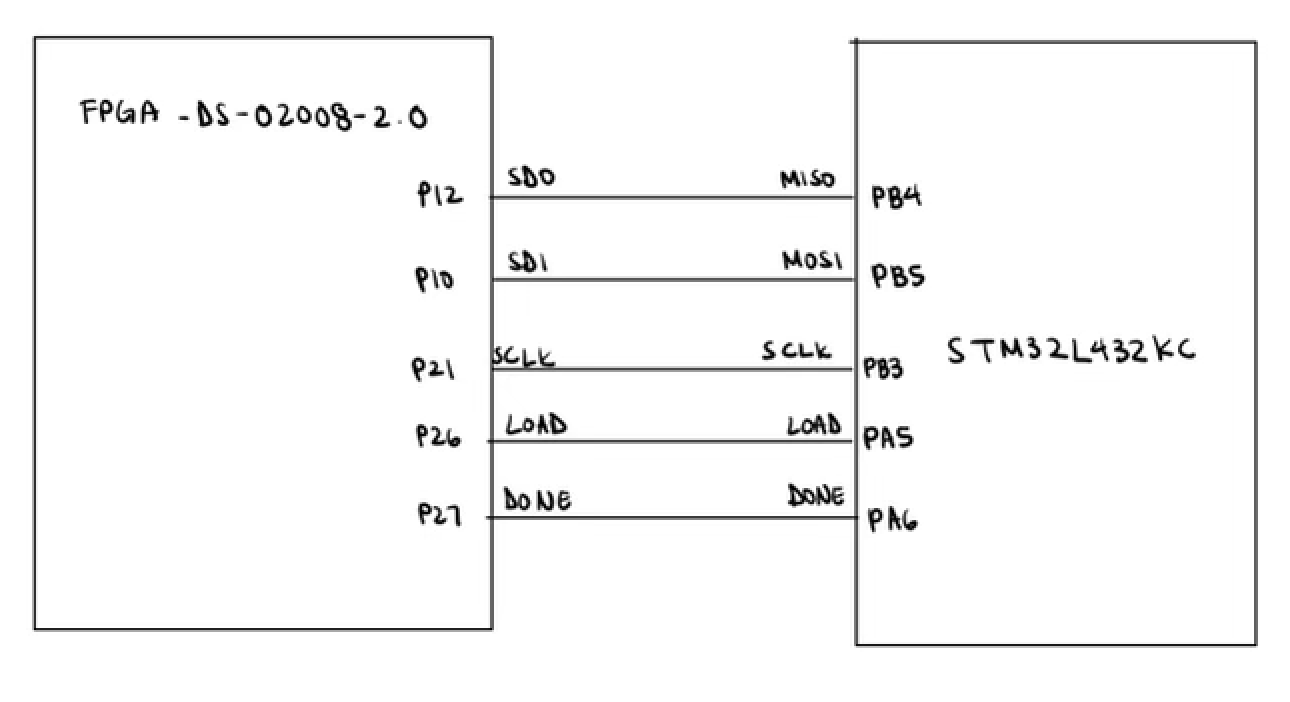 FPGA -DS-02008-2.0
SDO MISO
P12 PB4
SDI MOSI
P10 PB5
SCLK SCLK STM32L432KC
P21 PB3
LOAD LOAD
P26 PA5
DONE DONE
P27 PA6